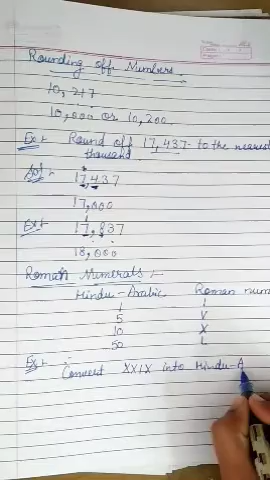 Rounding off Numbers.
10,217
10,000 or 10,200
Ex:- Round off 17,437 to the nearest
thousand.
Sol: 17,437
17,000
Ex:- 17,837
18,000
Roman Numerals :-
Hindu-Arabic Roman num
1 I
5 V
10 X
50 L
Ex:- Convert XXIX into Hindu-A